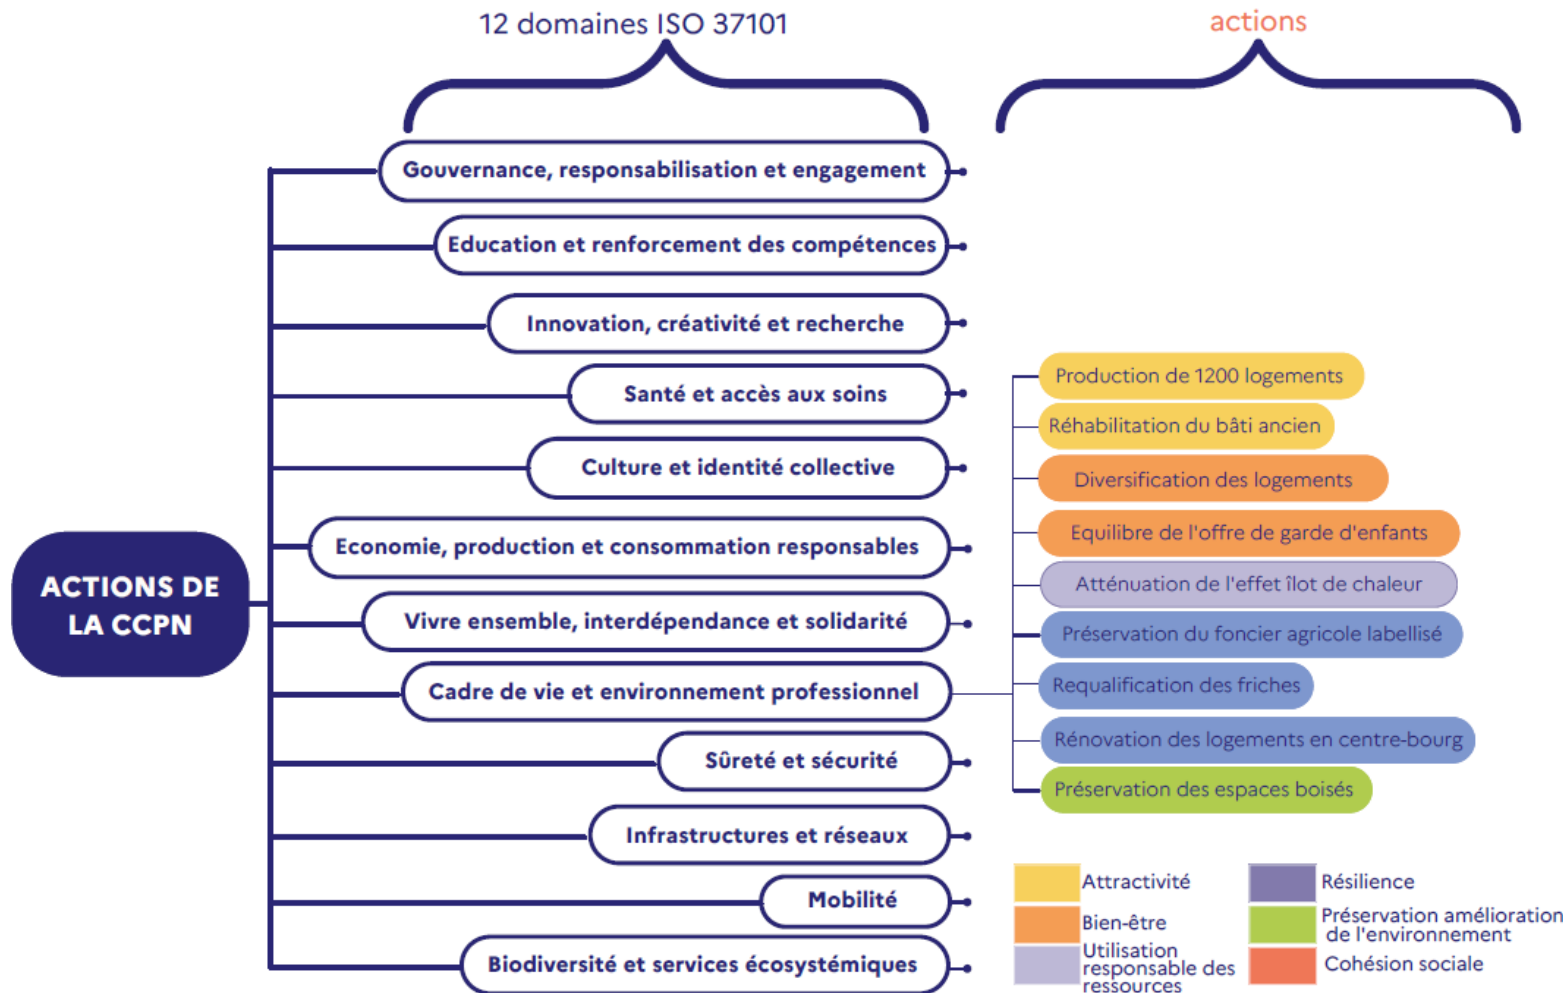 12 domaines ISO 37101
actions
Gouvernance, responsabilisation et engagement
Education et renforcement des compétences
Innovation, créativité et recherche
Santé et accès aux soins
Culture et identité collective
Economie, production et consommation responsables
ACTIONS DE
LA CCPN
Vivre ensemble, interdépendance et solidarité
Cadre de vie et environnement professionnel
Sûreté et sécurité
Infrastructures et réseaux
Mobilité
Biodiversité et services écosystémiques
Production de 1200 logements
Réhabilitation du bâti ancien
Diversification des logements
Equilibre de l'offre de garde d'enfants
Atténuation de l'effet îlot de chaleur
Préservation du foncier agricole labellisé
Requalification des friches
Rénovation des logements en centre-bourg
Préservation des espaces boisés
Attractivité
Bien-être
Utilisation
responsable des
ressources
Résilience
Préservation amélioration
de l'environnement
Cohésion sociale